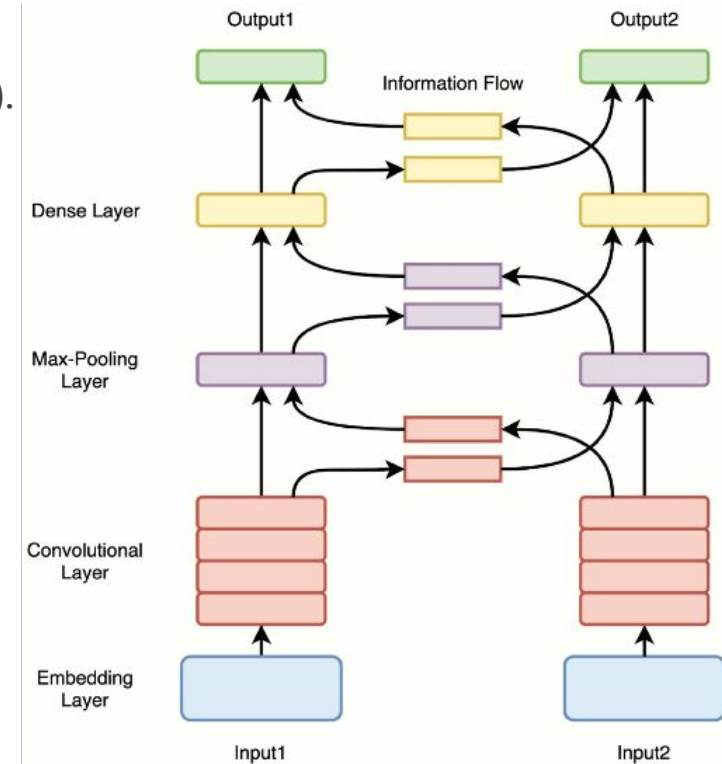 Output1
Output2
).
Information Flow
Dense Layer
Max-Pooling
Layer
Convolutional
Layer
Embedding
Layer
Input1
Input2